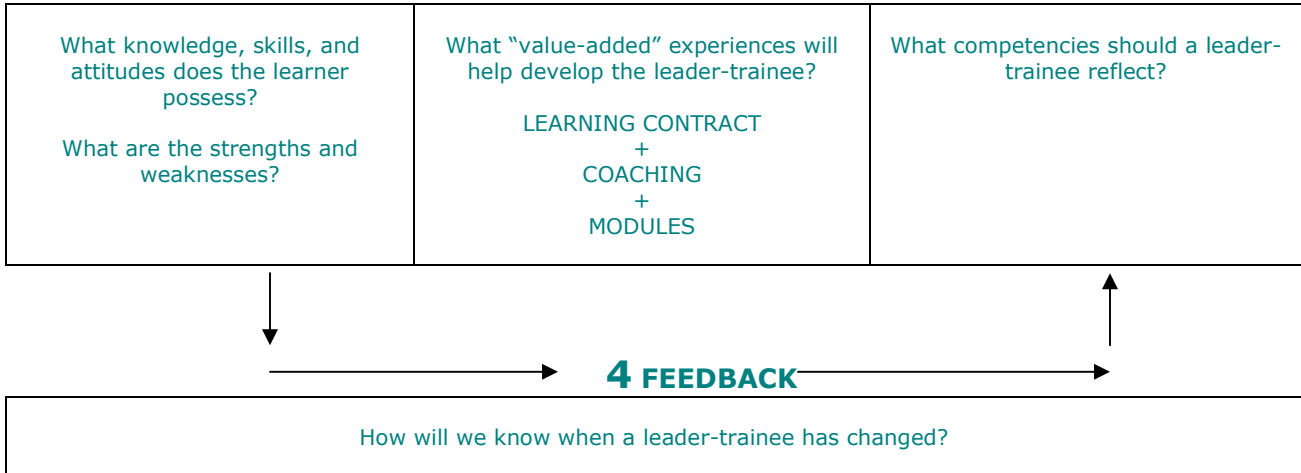 What knowledge, skills, and
attitudes does the learner
possess?
What are the strengths and
weaknesses?
What “value-added” experiences will
help develop the leader-trainee?
LEARNING CONTRACT
+
COACHING
+
MODULES
What competencies should a leader-
trainee reflect?
4 FEEDBACK
How will we know when a leader-trainee has changed?